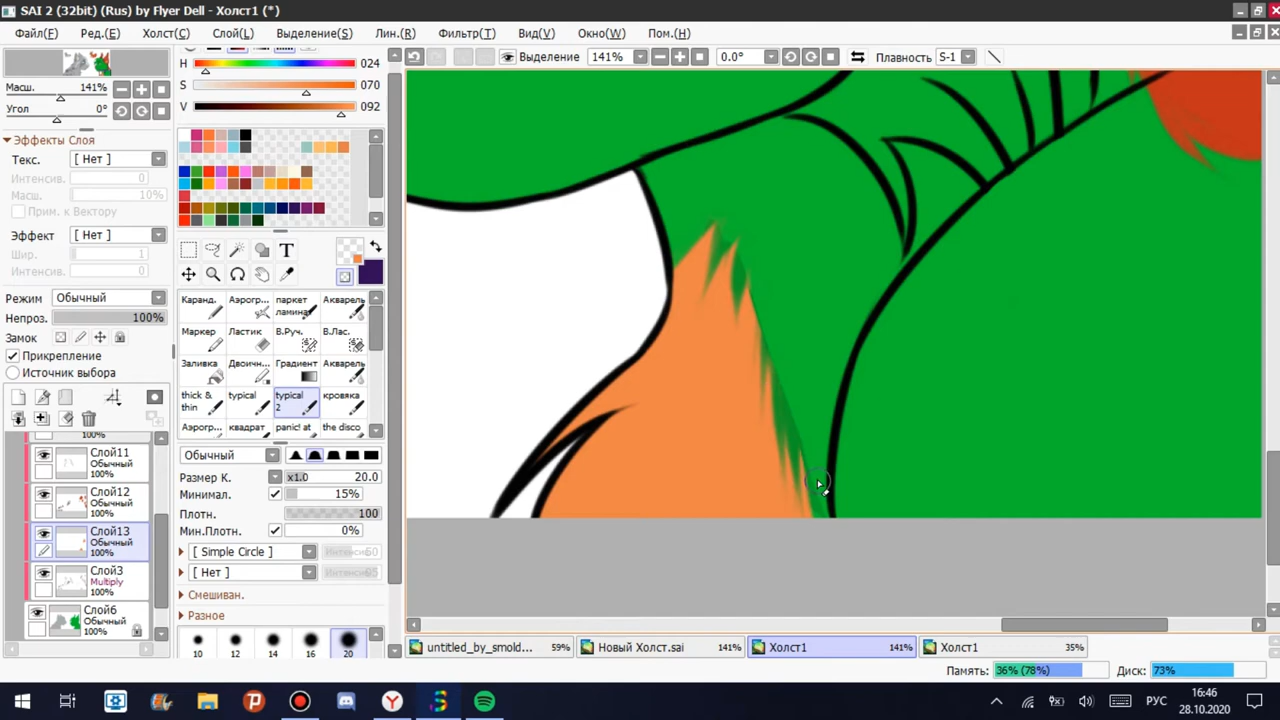 SAI 2 (32bit) (Rus) by Flyer Dell - Холст1 (*)
Файл(F) Ред.(E) Холст(C) Слой(L) Выделение(S) Лин.(R) Фильтр(T) Вид(V) Окно(W) Пом.(H)
Выделение 141% 0.0° Плавность S-1
Масш. 141%
Угол 0°
Эффекты Слоя
Текс. [ Нет ]
Интенсив. 0
Масш. 10%
Прим. к Вектору
Эффект [ Нет ]
Шир. 1
Интенсив. 0
Режим Обычный
Непроз. 100%
Замок
Прикрепление
Источник выбора
100%
Слой11
Обычный
100%
Слой12
Обычный
100%
Слой13
Обычный
100%
Слой3
Multiply
100%
Слой6
Обычный
100%
H 024
S 070
V 092
T
Каранд. Аэрогр... паркет ламина Акварель
Маркер Ластик В.Руч. В.Лас.
Заливка Двоичн... Градиент Акварель
thick & thin typical typical 2 кровяка
Аэрогр... квадрат panic! at the disco
Обычный
Размер К. x1.0 20.0
Минимал. 15%
Плотн. 100
Мин.Плотн. 0%
[ Simple Circle ]
[ Нет ] Интенсив 95
Смешиван.
Разное
10 12 14 16 20
untitled_by_smold... 59% Новый Холст.sai 141% Холст1 141% Холст1 35%
Память: 36% (78%) Диск: 73%
РУС
16:46
28.10.2020